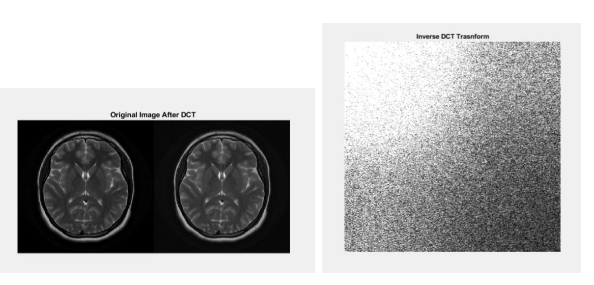 Original Image After DCT
Inverse DCT Trasnform